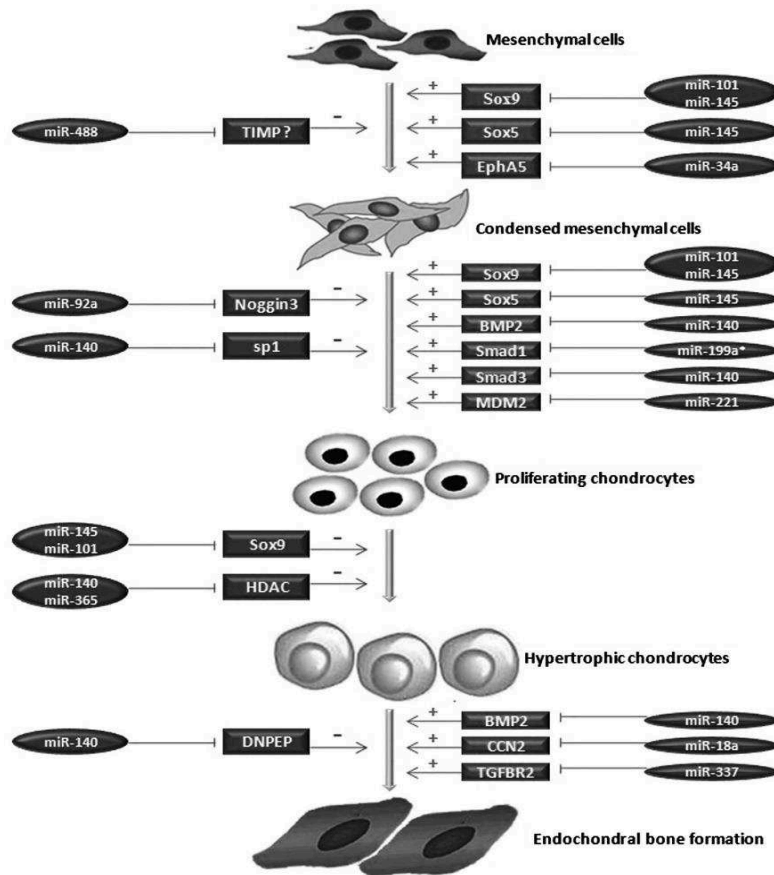 Mesenchymal cells
+
Sox9
miR-101
miR-145
miR-488
TIMP?
-
+
Sox5
miR-145
+
EphA5
miR-34a
Condensed mesenchymal cells
+
Sox9
miR-101
miR-145
miR-92a
Noggin3
-
+
Sox5
miR-145
+
BMP2
miR-140
miR-140
sp1
-
+
Smad1
miR-199a*
+
Smad3
miR-140
+
MDM2
miR-221
Proliferating chondrocytes
miR-145
miR-101
Sox9
-
miR-140
miR-365
HDAC
-
Hypertrophic chondrocytes
+
BMP2
miR-140
miR-140
DNPEP
-
+
CCN2
miR-18a
+
TGFBR2
miR-337
Endochondral bone formation